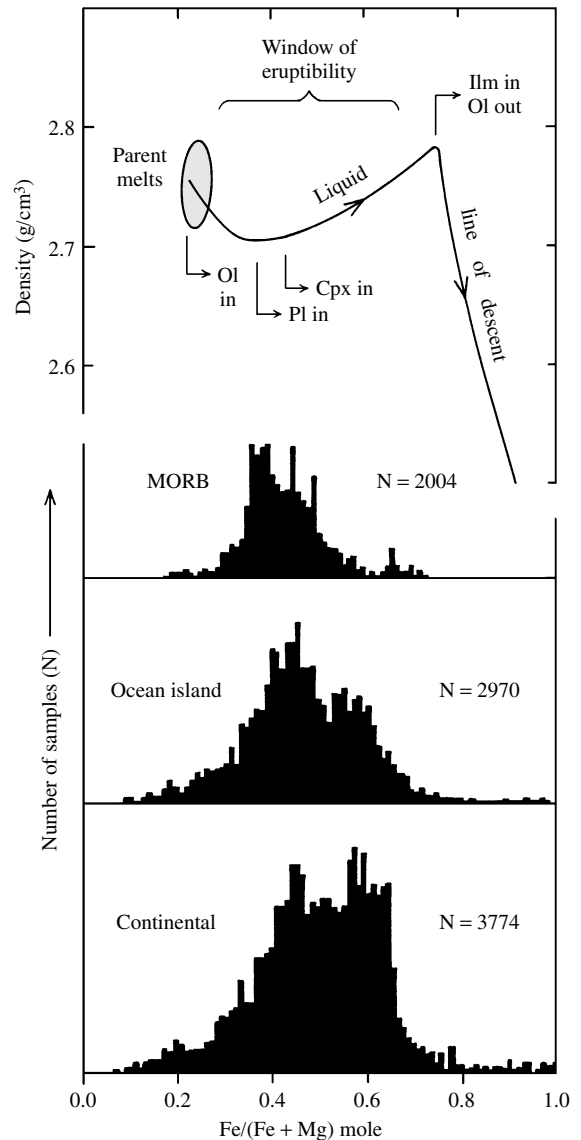 Window of
eruptibility
Ilm in
Ol out
2.8
Parent
melts
Liquid
Density (g/cm³)
2.7
Ol
in
Cpx in
Pl in
line of descent
2.6
MORB
N = 2004
Number of samples (N)
Ocean island
N = 2970
Continental
N = 3774
0.0
0.2
0.4
0.6
0.8
1.0
Fe/(Fe + Mg) mole